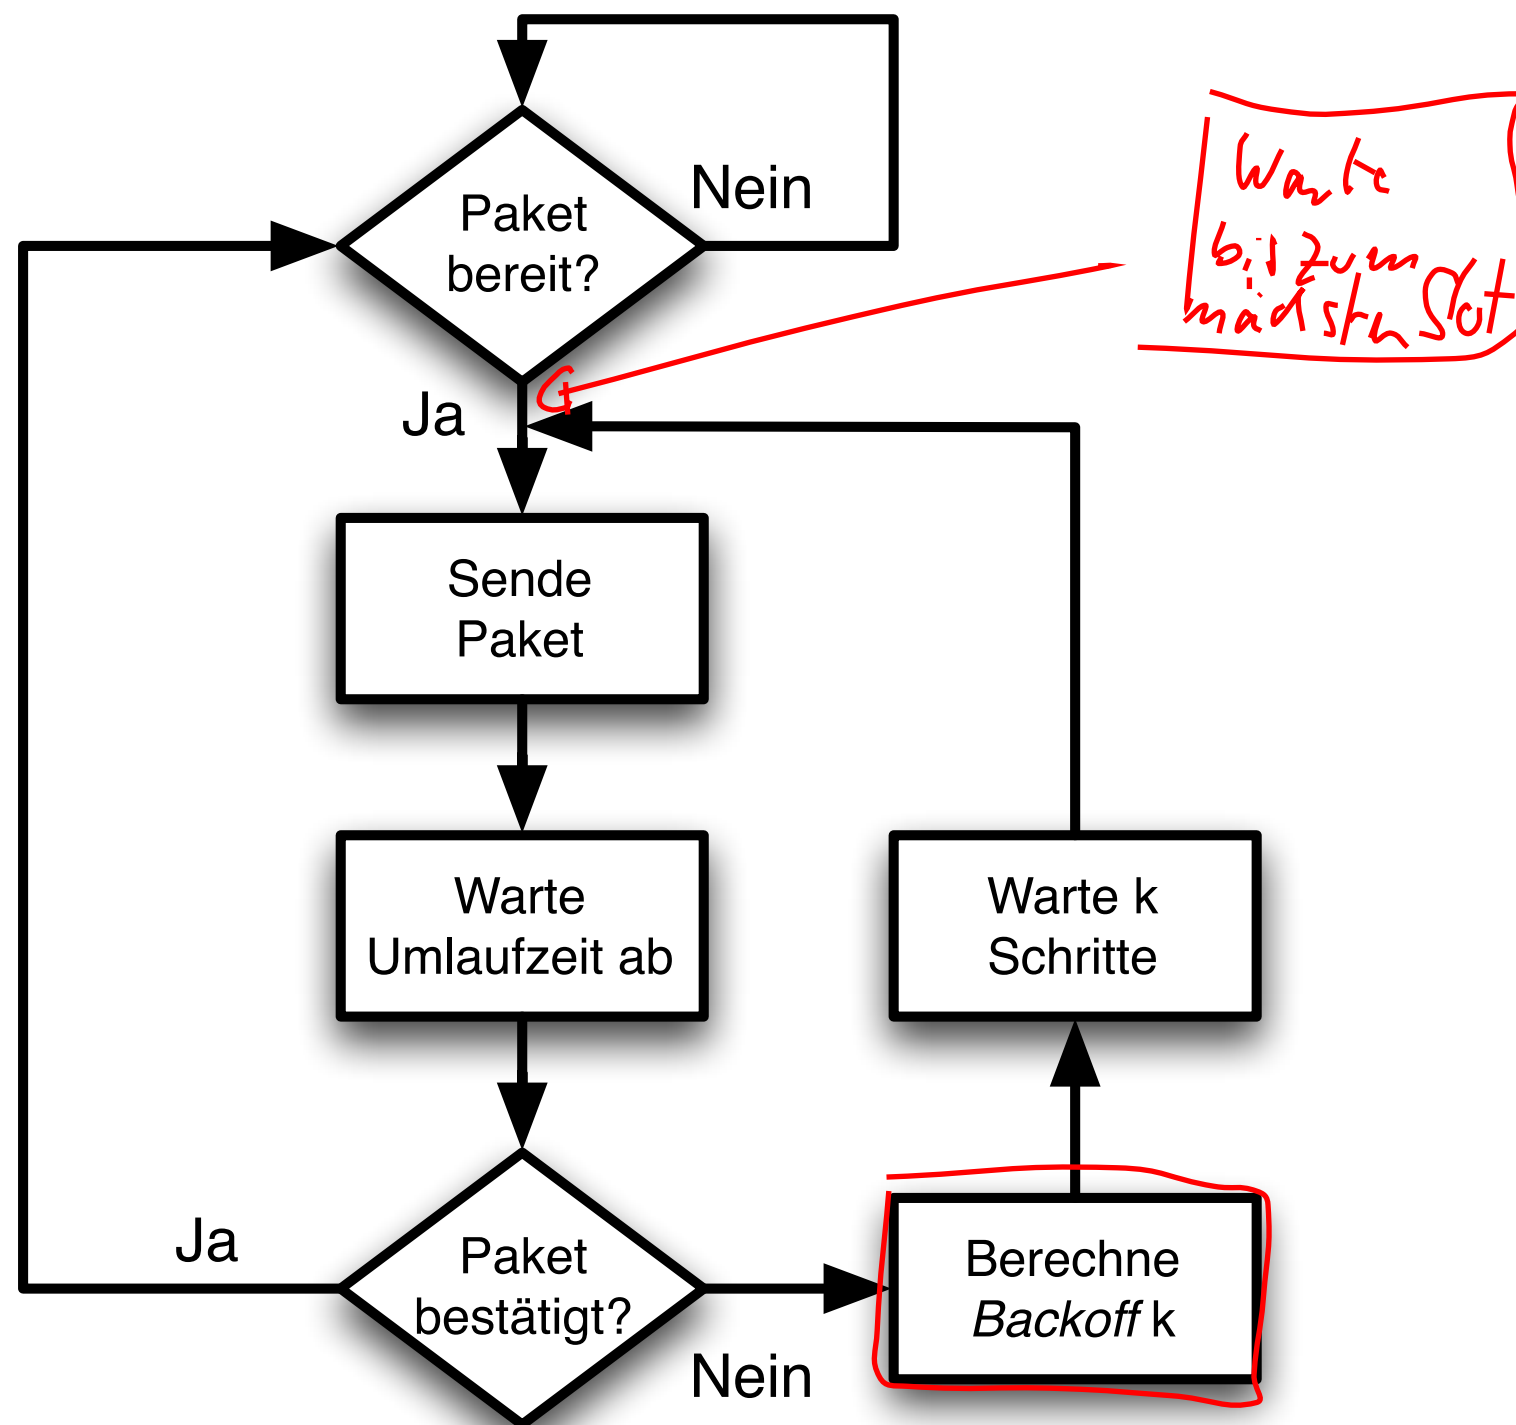 Nein
Paket
bereit?
Warte
bis zum
nächsten Slot
Ja
Sende
Paket
Warte
Umlaufzeit ab
Warte k
Schritte
Ja
Paket
bestätigt?
Nein
Berechne
Backoff k